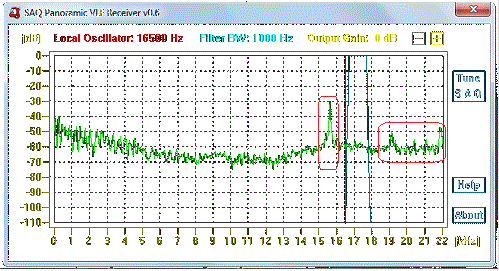 SAQ Panoramic VLF Receiver v0.6
[dB] Local Oscillator: 16500 Hz Filter BW: 1000 Hz Output Gain: 0 dB
0-
-10-
-20-
-30-
-40-
-50-
-60-
-70-
-80-
-90-
-100-
-110-
Tune
S A Q
Help
About
0 1 2 3 4 5 6 7 8 9 10 11 12 13 14 15 16 17 18 19 20 21 22 [kHz]